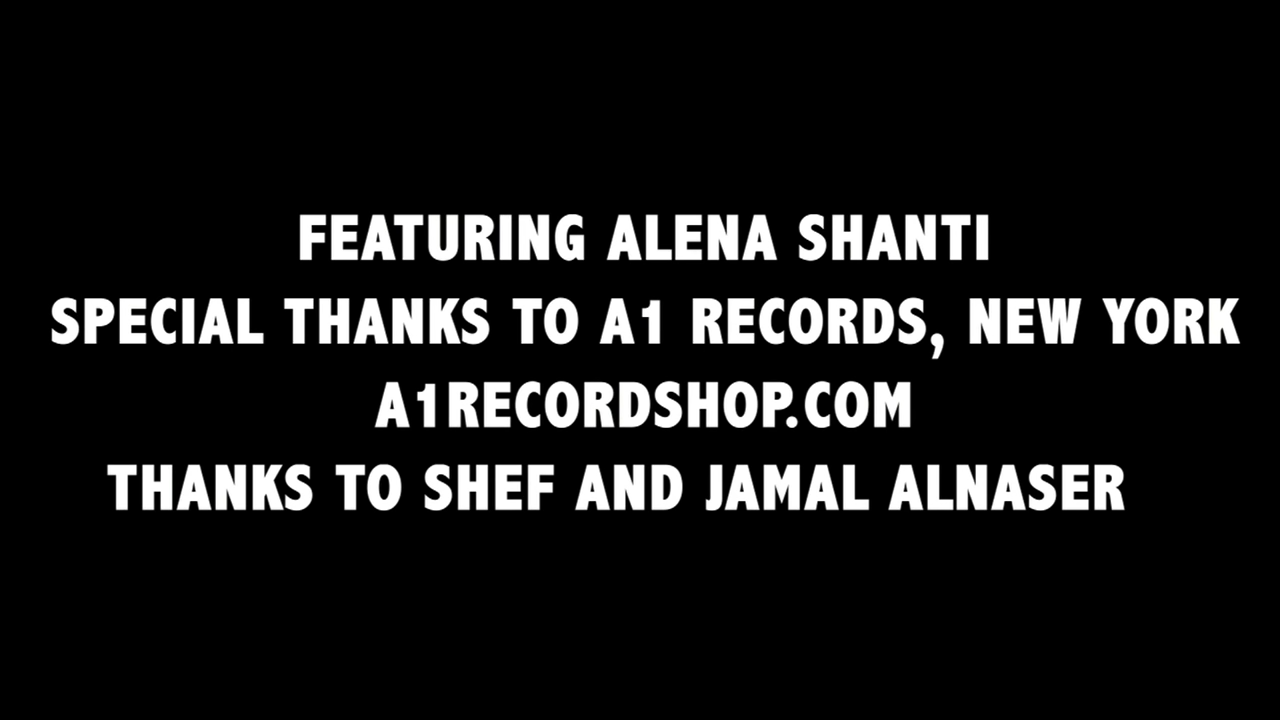 FEATURING ALENA SHANTI
SPECIAL THANKS TO A1 RECORDS, NEW YORK
A1RECORDSHOP.COM
THANKS TO SHEF AND JAMAL ALNASER